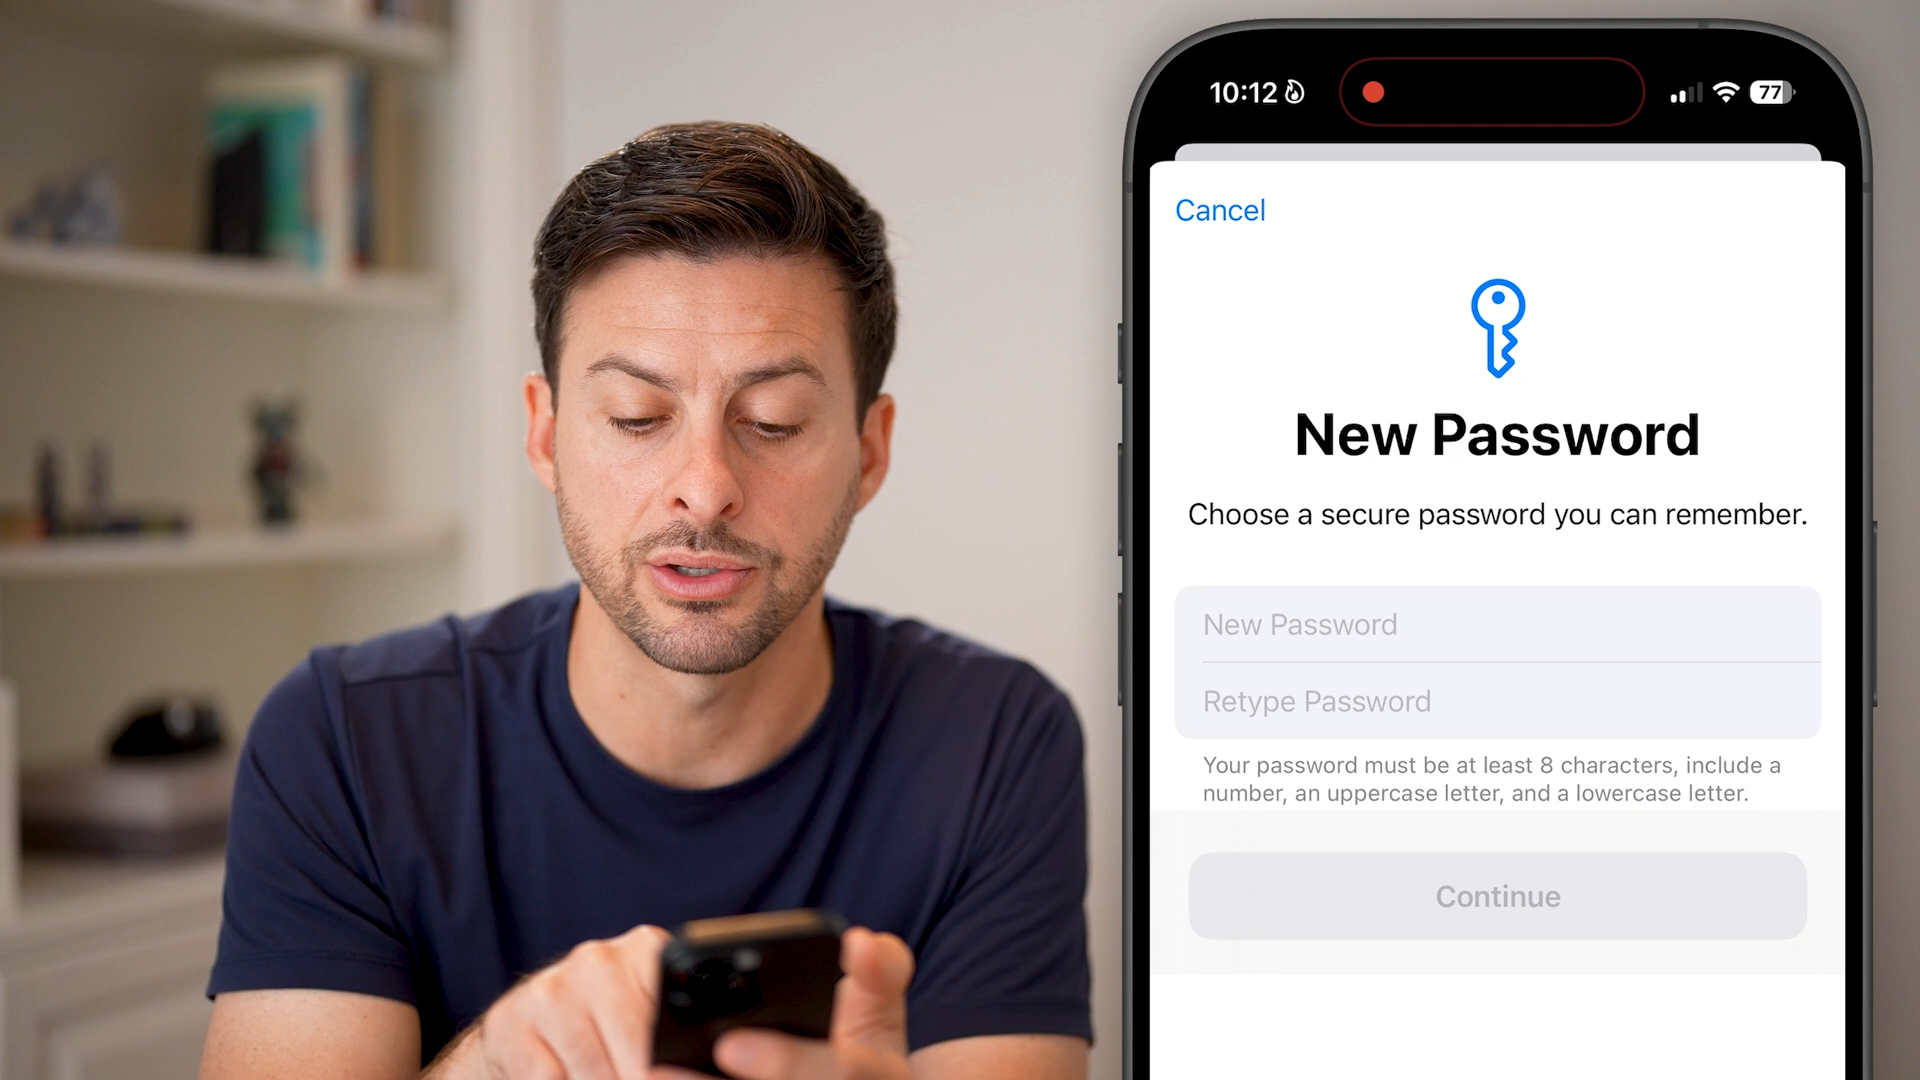 10:12
77
Cancel
New Password
Choose a secure password you can remember.
New Password
Retype Password
Your password must be at least 8 characters, include a
number, an uppercase letter, and a lowercase letter.
Continue